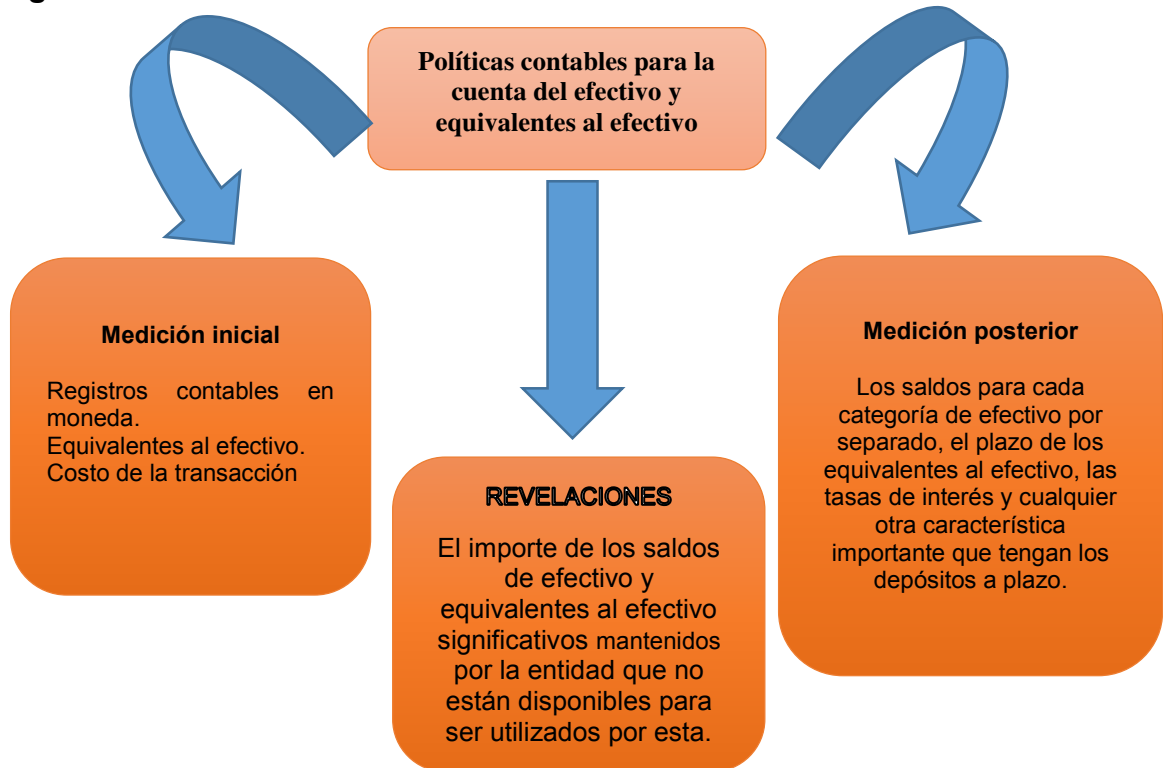 Políticas contables para la
cuenta del efectivo y
equivalentes al efectivo
Medición inicial
Registros contables en
moneda.
Equivalentes al efectivo.
Costo de la transacción
REVELACIONES
El importe de los saldos
de efectivo y
equivalentes al efectivo
significativos mantenidos
por la entidad que no
están disponibles para
ser utilizados por esta.
Medición posterior
Los saldos para cada
categoría de efectivo por
separado, el plazo de los
equivalentes al efectivo, las
tasas de interés y cualquier
otra característica
importante que tengan los
depósitos a plazo.